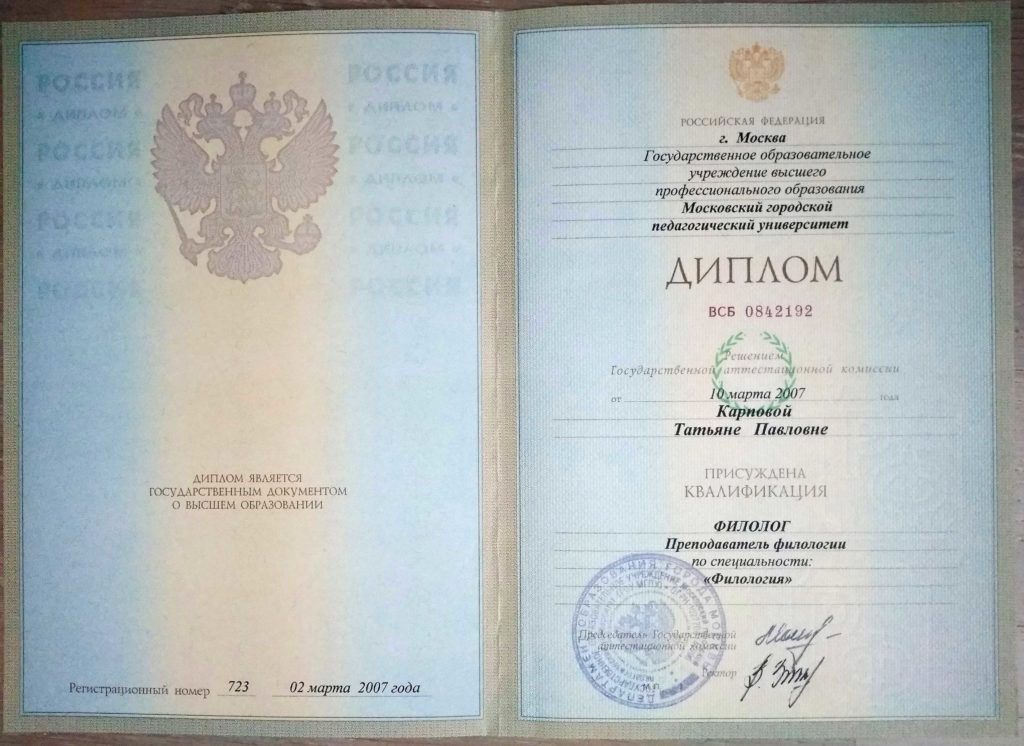 РОССИЯ РОССИЯ
ДИПЛОМ ДИПЛОМ
РОССИЯ РОССИЯ
ДИПЛОМ ДИПЛОМ
РОССИЯ РОССИЯ
ДИПЛОМ ДИПЛОМ
РОССИЯ РОССИЯ
ДИПЛОМ ЯВЛЯЕТСЯ
ГОСУДАРСТВЕННЫМ ДОКУМЕНТОМ
О ВЫСШЕМ ОБРАЗОВАНИИ
Регистрационный номер 723 02 марта 2007 года
РОССИЙСКАЯ ФЕДЕРАЦИЯ
г. Москва
Государственное образовательное
учреждение высшего
профессионального образования
Московский городской
педагогический университет
ДИПЛОМ
ВСБ 0842192
Решением
Государственной аттестационной комиссии
от 10 марта 2007 года
Карповой
Татьяне Павловне
ПРИСУЖДЕНА
КВАЛИФИКАЦИЯ
ФИЛОЛОГ
Преподаватель филологии
по специальности:
«Филология»
Председатель Государственной
аттестационной комиссии
Ректор